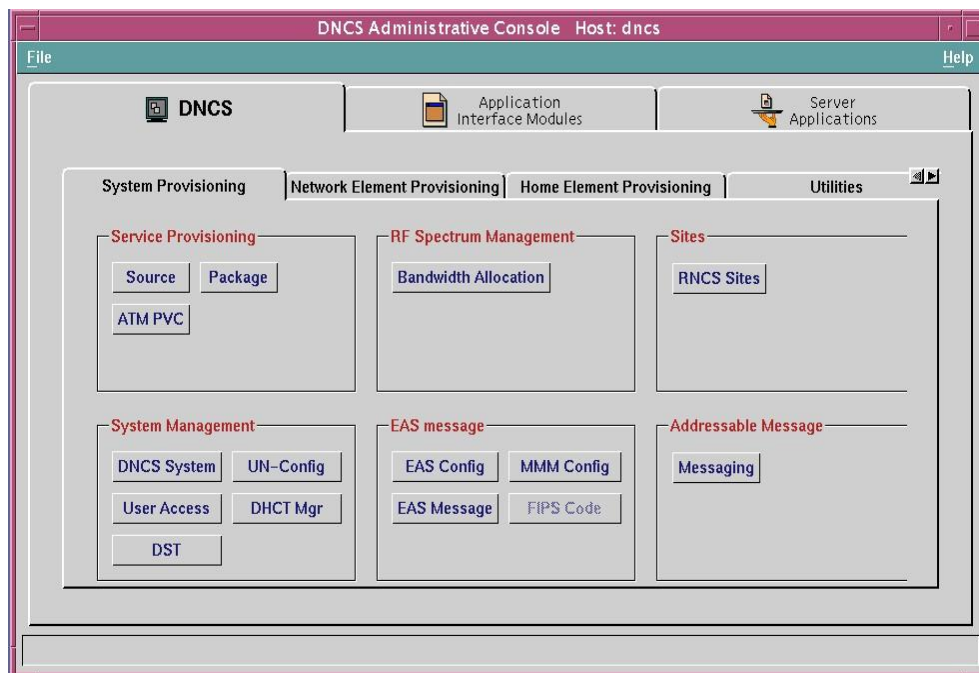 DNCS Administrative Console   Host: dncs
File Help
DNCS
Application
Interface Modules
Server
Applications
System Provisioning
Network Element Provisioning
Home Element Provisioning
Utilities
Service Provisioning
Source Package
ATM PVC
RF Spectrum Management
Bandwidth Allocation
Sites
RNCS Sites
System Management
DNCS System UN-Config
User Access DHCT Mgr
DST
EAS message
EAS Config MMM Config
EAS Message FIPS Code
Addressable Message
Messaging